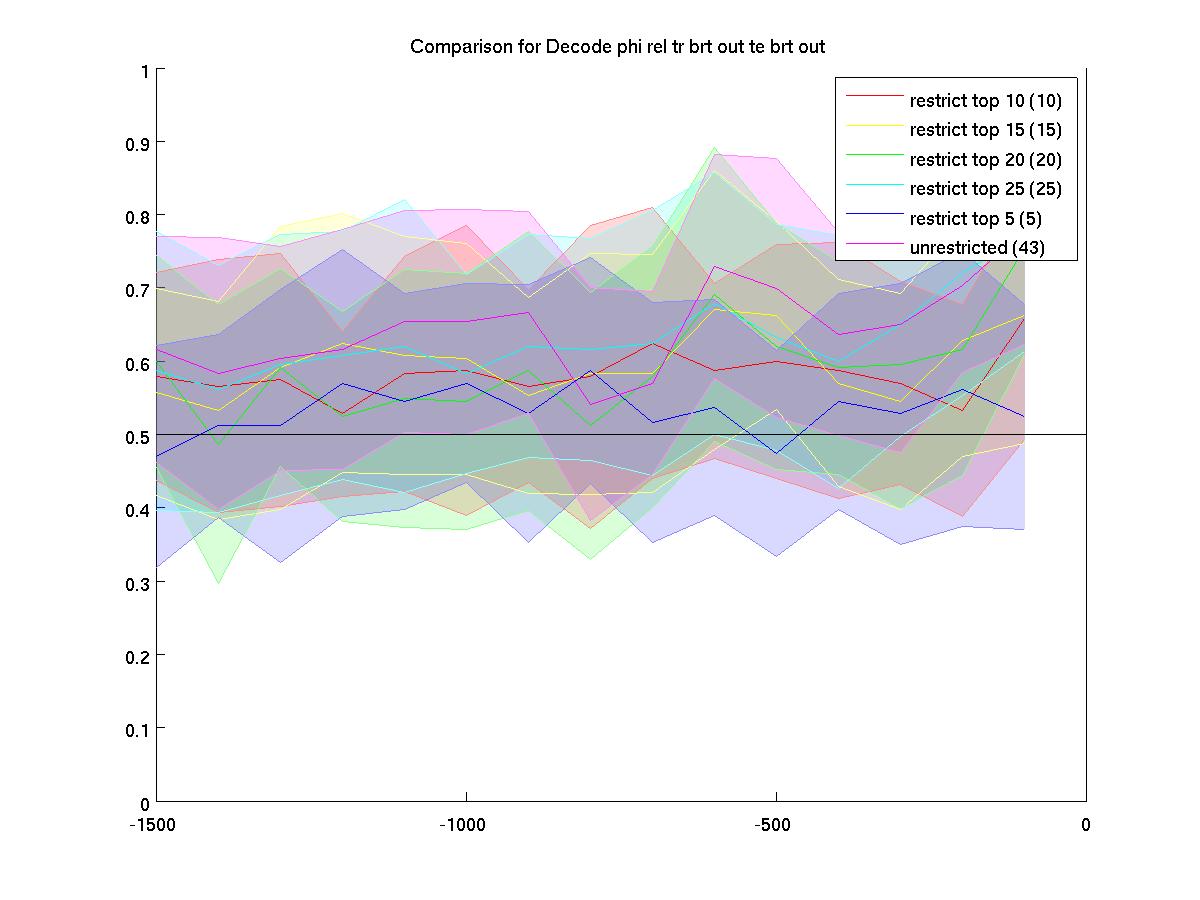 Comparison for Decode phi rel tr brt out te brt out
1
0.9
0.8
0.7
0.6
0.5
0.4
0.3
0.2
0.1
0
-1500
-1000
-500
0
restrict top 10 (10)
restrict top 15 (15)
restrict top 20 (20)
restrict top 25 (25)
restrict top 5 (5)
unrestricted (43)